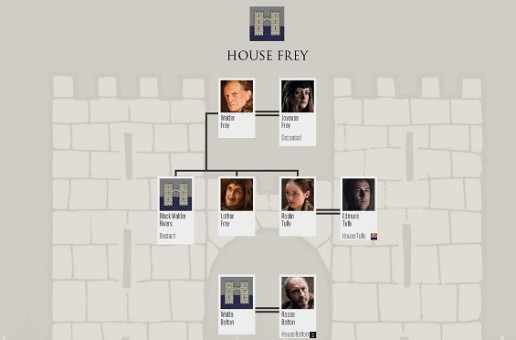 HOUSE FREY
Walder
Frey
Joyeuse
Frey
Deceased
Black Walder
Rivers
Bastard
Lothar
Frey
Roslin
Tully
Edmure
Tully
House Tully
Walda
Bolton
Roose
Bolton
House Bolton